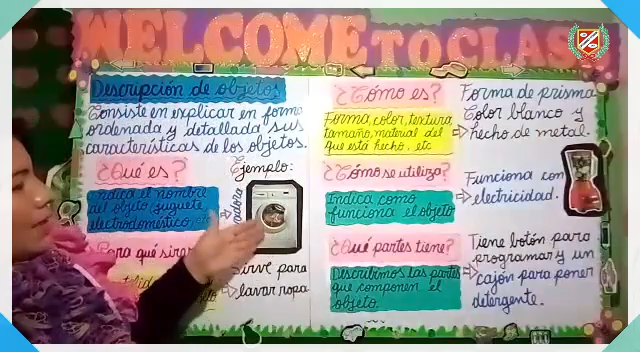 WELCOME TO CLAS
Descripción de objetos
Consiste en explicar en forma
ordenada y detallada sus
características de los objetos.
¿Qué es?
Indica el nombre
del objeto juguete,
electrodoméstico, etc
Ejemplo:
¿Para qué sirve
Sirve para
lavar ropa
¿Cómo es?
Forma, color, textura,
tamaño, material del
que está hecho, etc
Forma de prisma
Color blanco y
hecho de metal.
¿Cómo se utiliza?
Indica como
funciona el objeto
Funciona con
electricidad.
¿Qué partes tiene?
Describimos las partes
que componen el
objeto.
Tiene botón para
programar y un
cajón para poner
detergente.